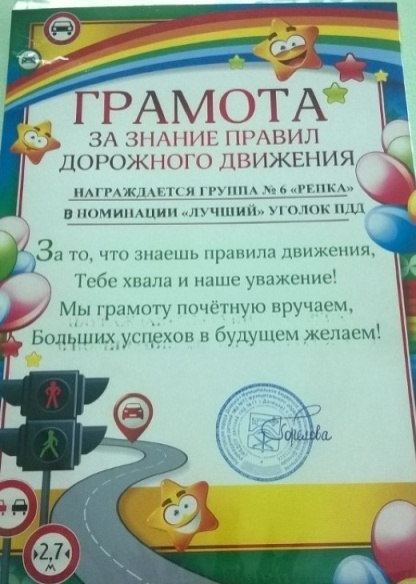 ГРАМОТА
ЗА ЗНАНИЕ ПРАВИЛ
ДОРОЖНОГО ДВИЖЕНИЯ
НАГРАЖДАЕТСЯ ГРУППА № 6 «РЕПКА»
В НОМИНАЦИИ «ЛУЧШИЙ» УГОЛОК ПДД
За то, что знаешь правила движения,
Тебе хвала и наше уважение!
Мы грамоту почётную вручаем,
Больших успехов в будущем желаем!
2,7
м